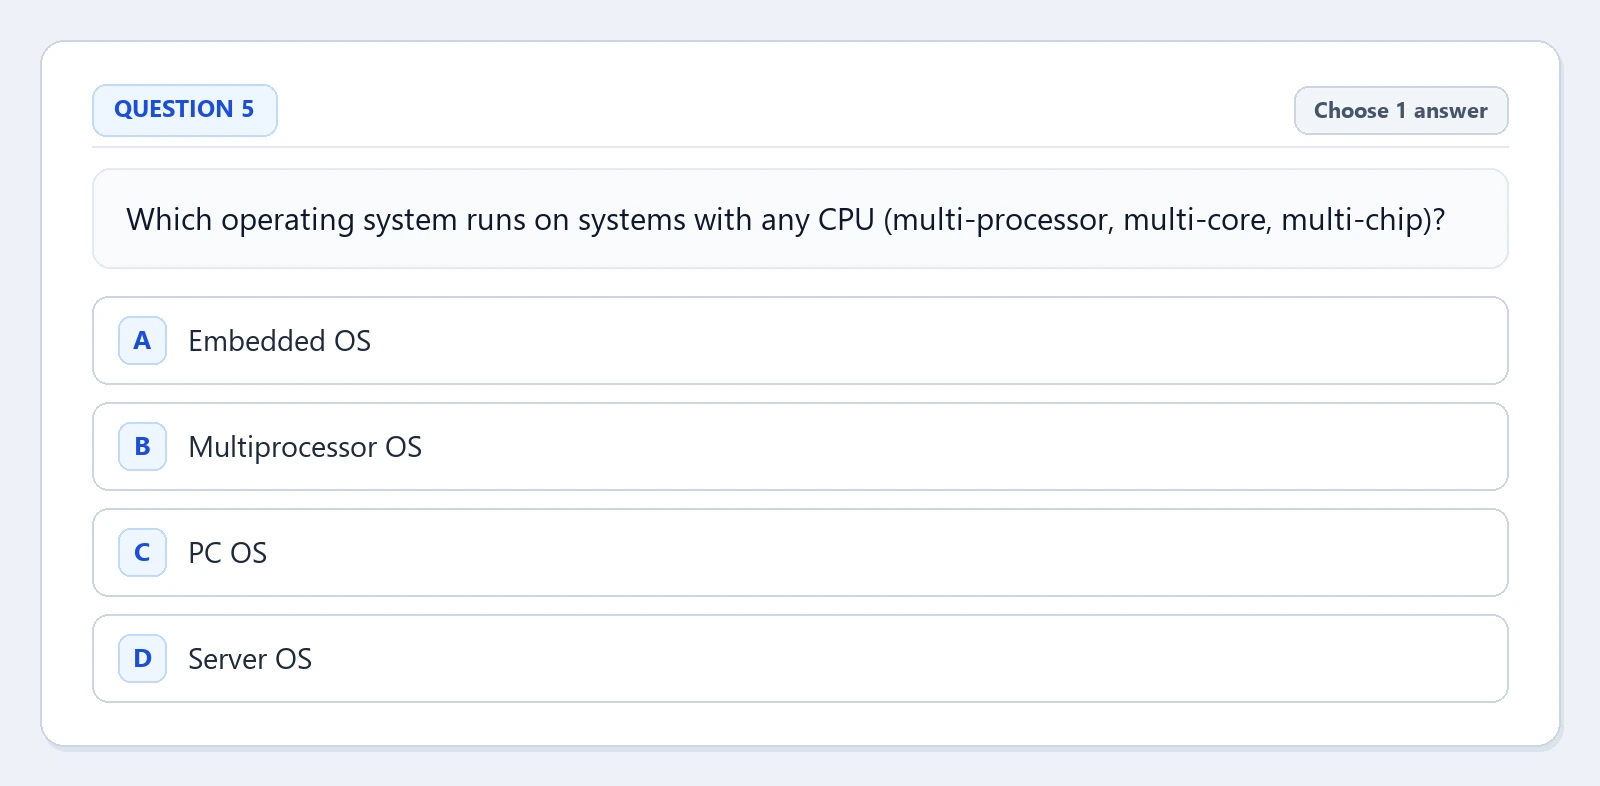 QUESTION 5
Choose 1 answer
Which operating system runs on systems with any CPU (multi-processor, multi-core, multi-chip)?
A Embedded OS
B Multiprocessor OS
C PC OS
D Server OS